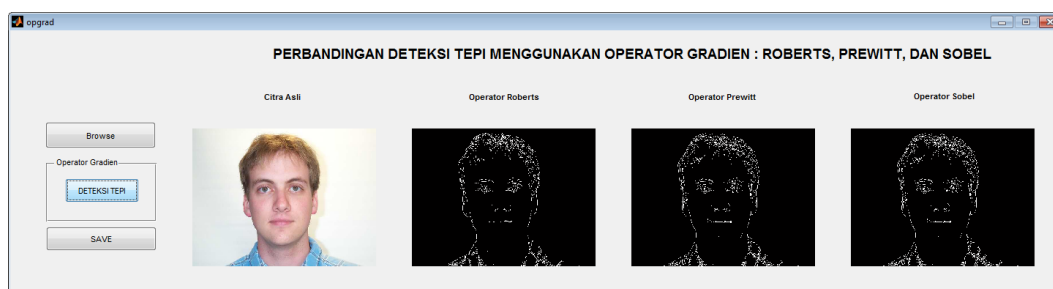 opgrad
PERBANDINGAN DETEKSI TEPI MENGGUNAKAN OPERATOR GRADIEN : ROBERTS, PREWITT, DAN SOBEL
Citra Asli
Operator Roberts
Operator Prewitt
Operator Sobel
Browse
Operator Gradien
DETEKSI TEPI
SAVE